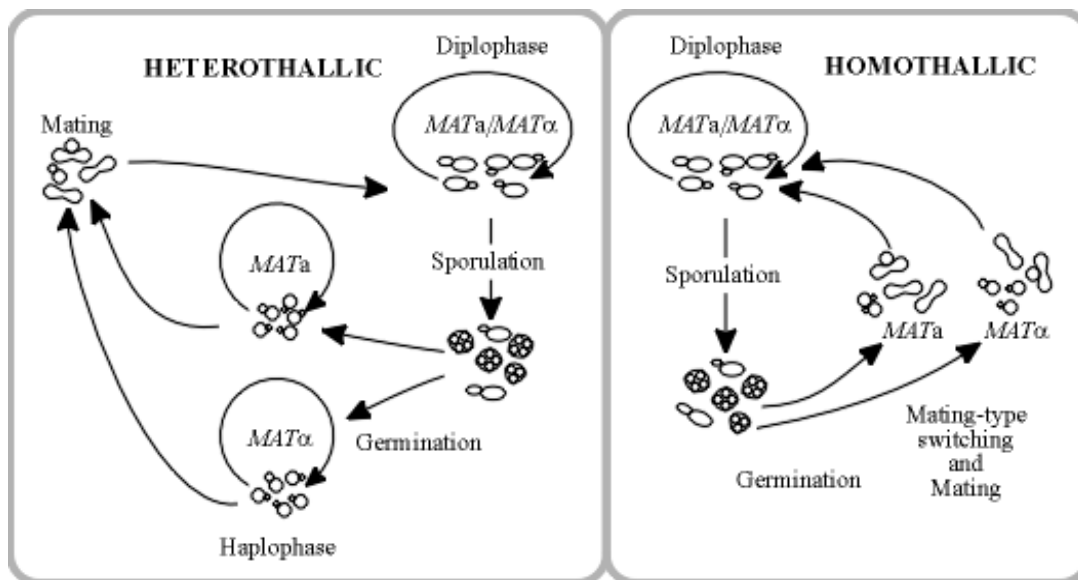 HETEROTHALLIC
Diplophase
MATa/MATα
Mating
MATa
Sporulation
MATα
Germination
Haplophase
Diplophase
HOMOTHALLIC
MATa/MATα
Sporulation
MATa
MATα
Germination
Mating-type
switching
and
Mating